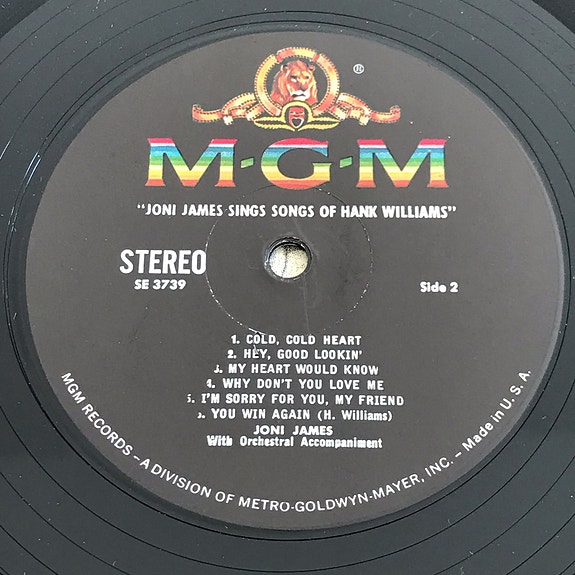 ®
M-G-M
"JONI JAMES SINGS SONGS OF HANK WILLIAMS"
STEREO
SE 3739
Side 2
1. COLD, COLD HEART
2. HEY, GOOD LOOKIN'
3. MY HEART WOULD KNOW
4. WHY DON'T YOU LOVE ME
5. I'M SORRY FOR YOU, MY FRIEND
6. YOU WIN AGAIN (H. Williams)
JONI JAMES
With Orchestral Accompaniment
MGM RECORDS – A DIVISION OF METRO-GOLDWYN-MAYER, INC. – Made in U. S. A.